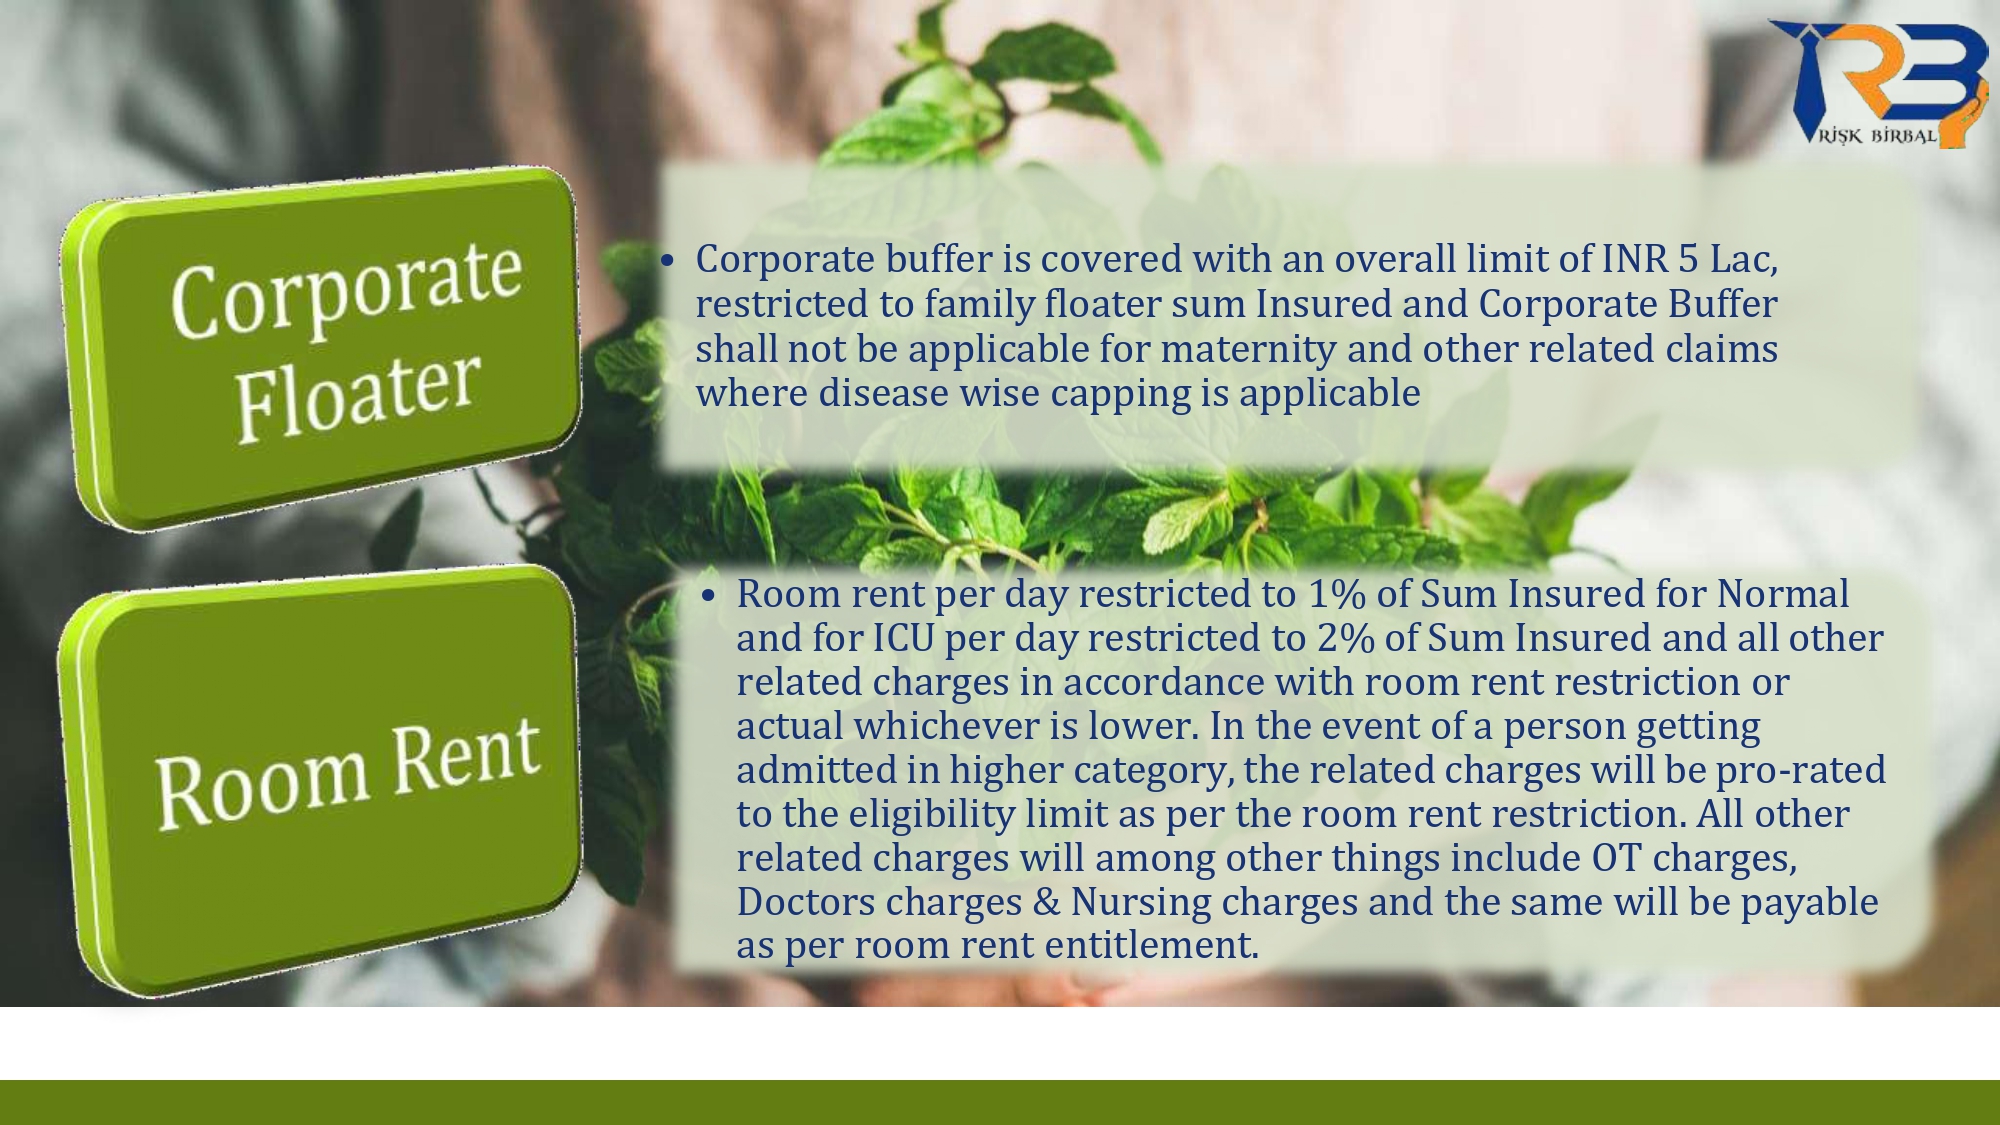 RİŞK BİRBAL
Corporate
Floater
• Corporate buffer is covered with an overall limit of INR 5 Lac,
restricted to family floater sum Insured and Corporate Buffer
shall not be applicable for maternity and other related claims
where disease wise capping is applicable
Room Rent
• Room rent per day restricted to 1% of Sum Insured for Normal
and for ICU per day restricted to 2% of Sum Insured and all other
related charges in accordance with room rent restriction or
actual whichever is lower. In the event of a person getting
admitted in higher category, the related charges will be pro-rated
to the eligibility limit as per the room rent restriction. All other
related charges will among other things include OT charges,
Doctors charges & Nursing charges and the same will be payable
as per room rent entitlement.